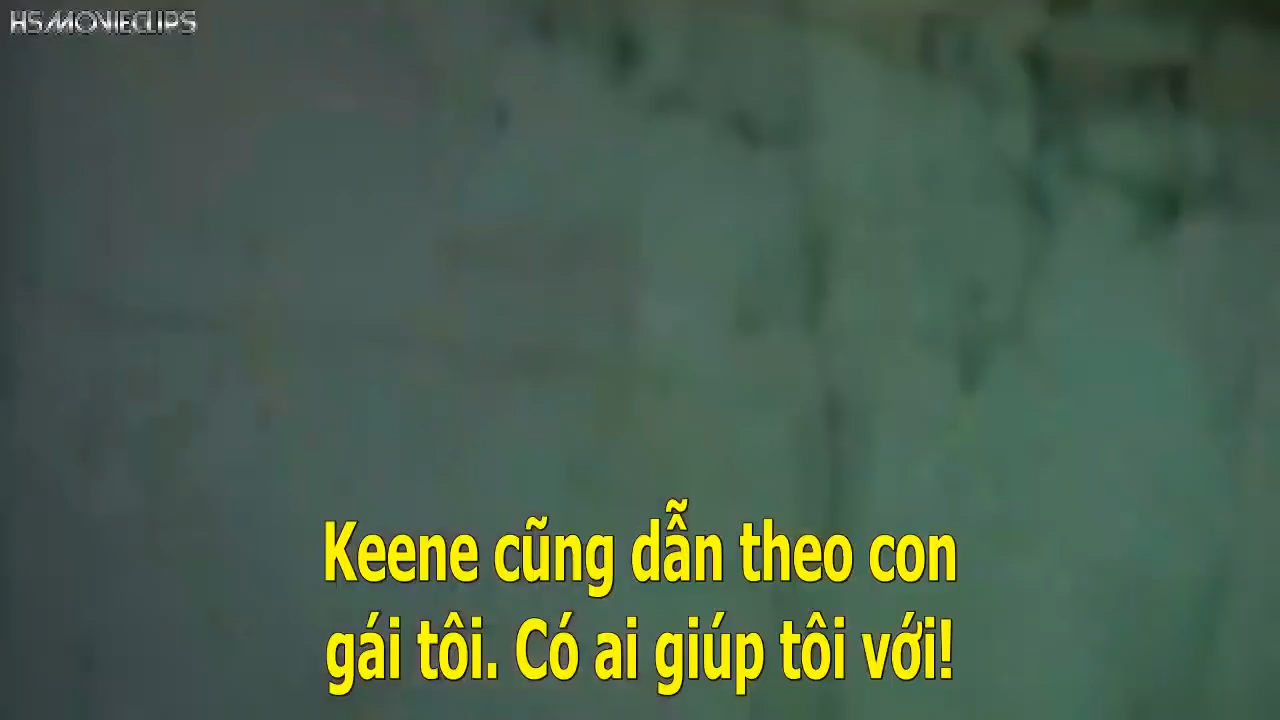 HSMOVIECLIPS
Keene cũng dẫn theo con
gái tôi. Có ai giúp tôi với!